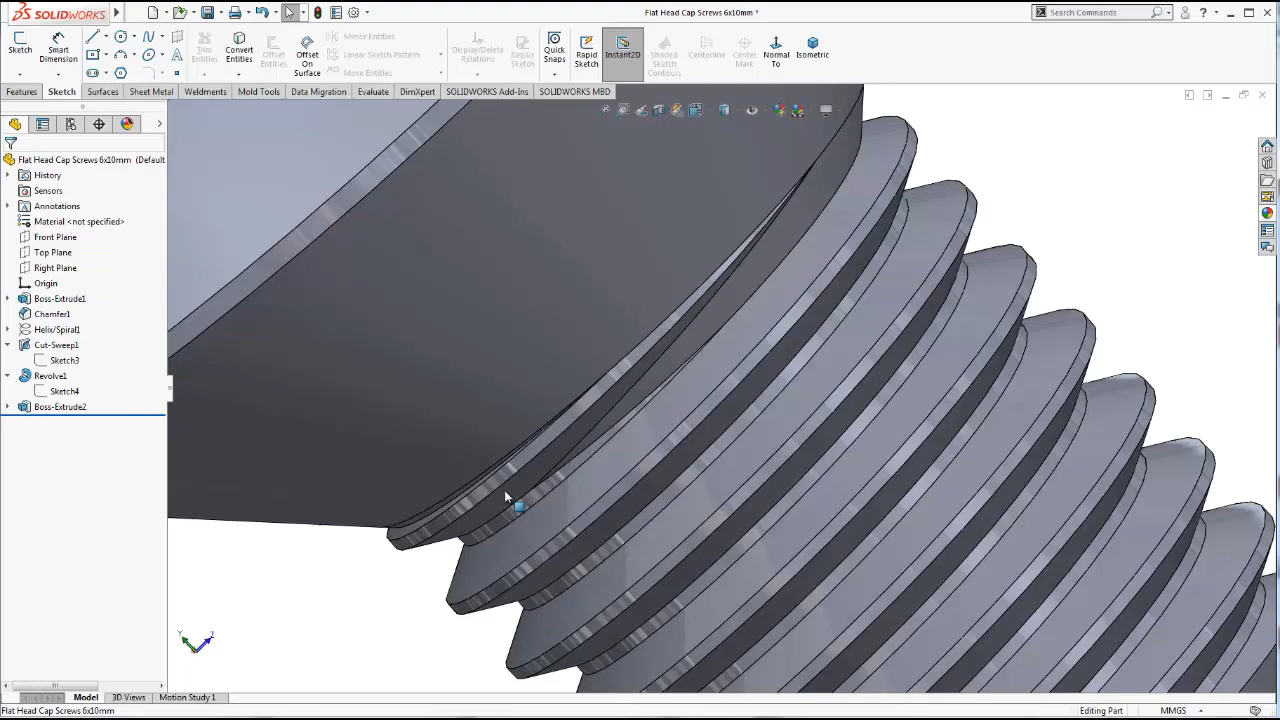 SOLIDWORKS
Flat Head Cap Screws 6x10mm *
Search Commands
Sketch
Smart Dimension
Trim Entities
Convert Entities
Offset Entities
Offset On Surface
Mirror Entities
Linear Sketch Pattern
Move Entities
Display/Delete Relations
Repair Sketch
Quick Snaps
Rapid Sketch
Instant2D
Shaded Sketch Contours
Centerline
Center Mark
Normal To
Isometric
Features
Sketch
Surfaces
Sheet Metal
Weldments
Mold Tools
Data Migration
Evaluate
DimXpert
SOLIDWORKS Add-Ins
SOLIDWORKS MBD
Flat Head Cap Screws 6x10mm (Default
History
Sensors
Annotations
Material <not specified>
Front Plane
Top Plane
Right Plane
Origin
Boss-Extrude1
Chamfer1
Helix/Spiral1
Cut-Sweep1
Sketch3
Revolve1
Sketch4
Boss-Extrude2
Y
Z
Model
3D Views
Motion Study 1
Flat Head Cap Screws 6x10mm
Editing Part
MMGS